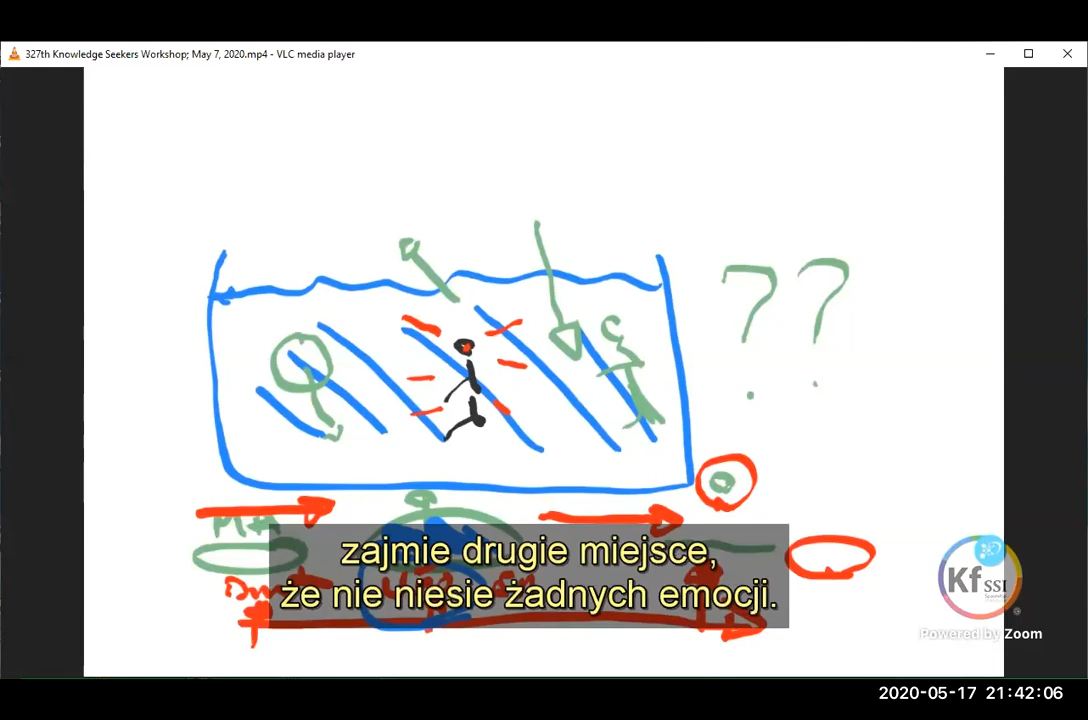 327th Knowledge Seekers Workshop; May 7, 2020.mp4 - VLC media player
??
zajmie drugie miejsce,
że nie niesie żadnych emocji.
Kf SSI
Powered by Zoom
2020-05-17 21:42:06